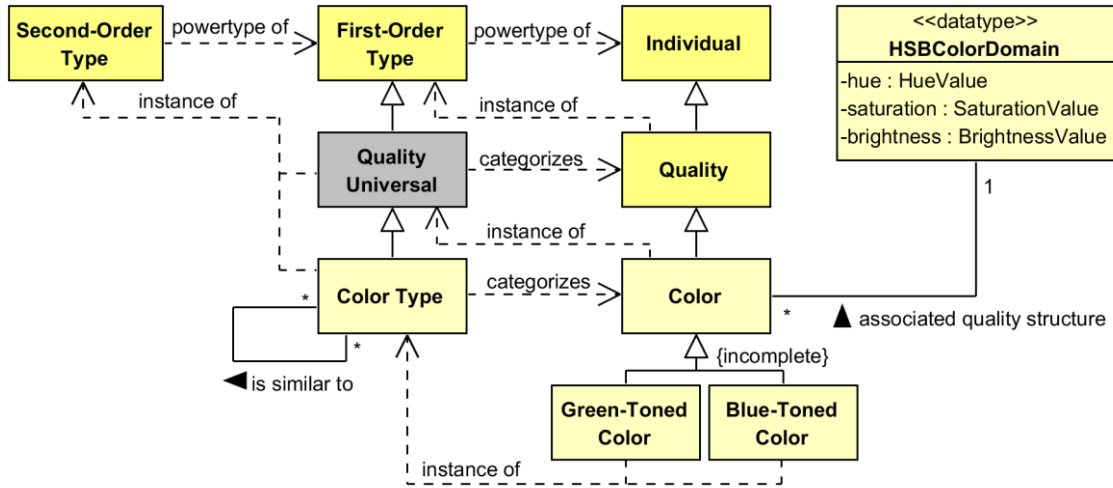 Second-Order
Type
powertype of
First-Order
Type
powertype of
Individual
<<datatype>>
HSBColorDomain
-hue : HueValue
-saturation : SaturationValue
-brightness : BrightnessValue
instance of
instance of
Quality
Universal
categorizes
Quality
1
instance of
Color Type
categorizes
Color
*
*
*
associated quality structure
is similar to
{incomplete}
Green-Toned
Color
Blue-Toned
Color
instance of